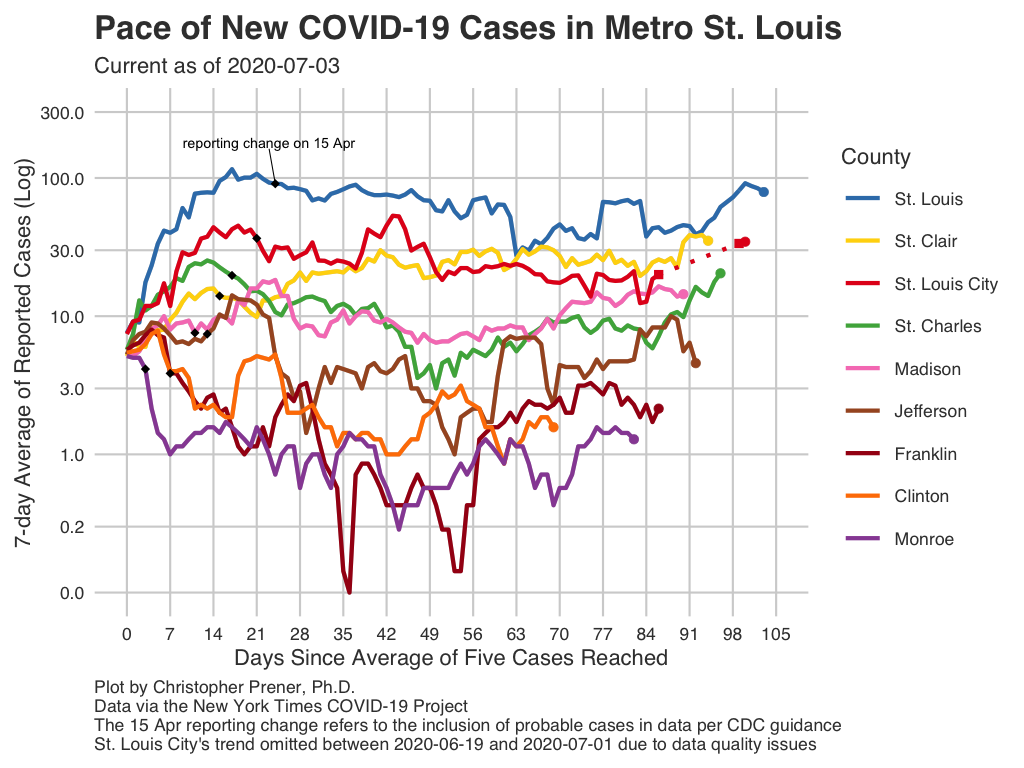 Pace of New COVID-19 Cases in Metro St. Louis
Current as of 2020-07-03
7-day Average of Reported Cases (Log)
300.0
100.0
30.0
10.0
3.0
1.0
0.2
0.0
reporting change on 15 Apr
0 7 14 21 28 35 42 49 56 63 70 77 84 91 98 105
Days Since Average of Five Cases Reached
County
St. Louis
St. Clair
St. Louis City
St. Charles
Madison
Jefferson
Franklin
Clinton
Monroe
Plot by Christopher Prener, Ph.D.
Data via the New York Times COVID-19 Project
The 15 Apr reporting change refers to the inclusion of probable cases in data per CDC guidance
St. Louis City's trend omitted between 2020-06-19 and 2020-07-01 due to data quality issues